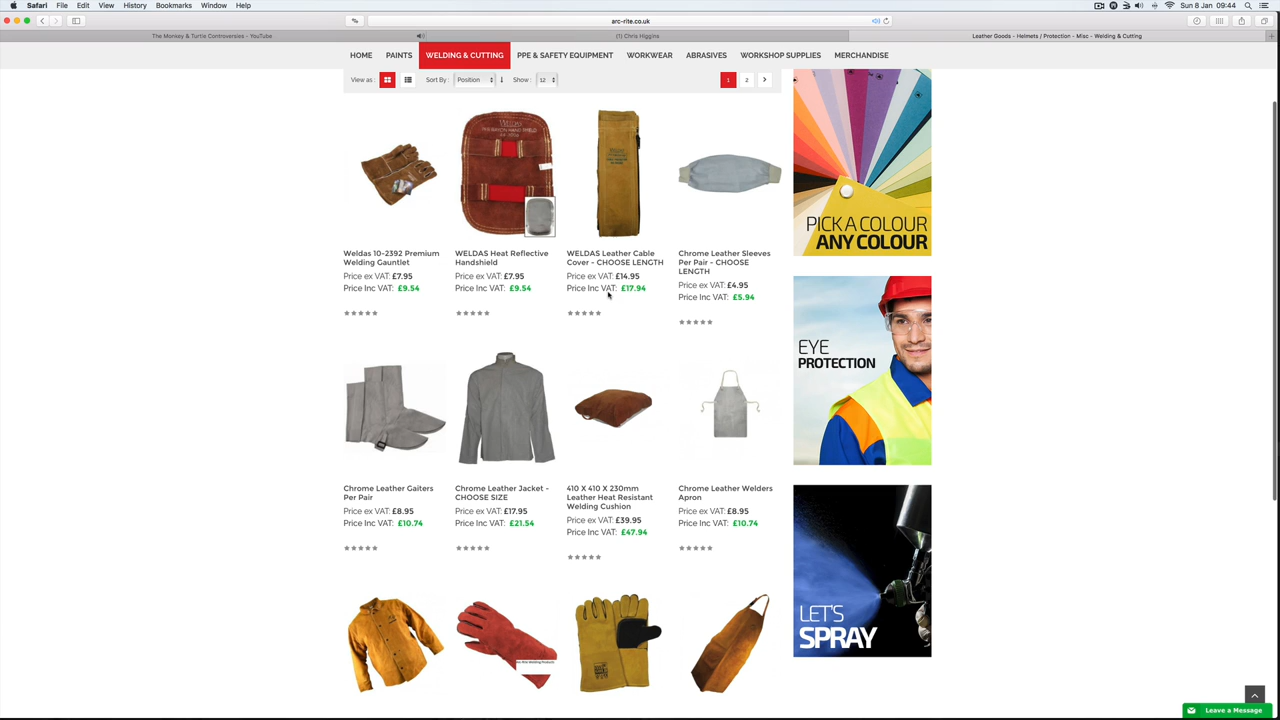 Safari File Edit View History Bookmarks Window Help Sun 8 Jan 09:44
arc-rite.co.uk
The Monkey & Turtle Controversies - YouTube (1) Chris Higgins Leather Goods - Helmets / Protection - Misc - Welding & Cutting
HOME PAINTS WELDING & CUTTING PPE & SAFETY EQUIPMENT WORKWEAR ABRASIVES WORKSHOP SUPPLIES MERCHANDISE
View as : Sort By : Position Show : 12 1 2
WELDAS
Weldas 10-2392 Premium
Welding Gauntlet
Price ex VAT: £7.95
Price Inc VAT: £9.54
WELDAS Heat Reflective
Handshield
Price ex VAT: £7.95
Price Inc VAT: £9.54
WELDAS Leather Cable
Cover - CHOOSE LENGTH
Price ex VAT: £14.95
Price Inc VAT: £17.94
Chrome Leather Sleeves
Per Pair - CHOOSE
LENGTH
Price ex VAT: £4.95
Price Inc VAT: £5.94
Chrome Leather Gaiters
Per Pair
Price ex VAT: £8.95
Price Inc VAT: £10.74
Chrome Leather Jacket -
CHOOSE SIZE
Price ex VAT: £17.95
Price Inc VAT: £21.54
410 X 410 X 230mm
Leather Heat Resistant
Welding Cushion
Price ex VAT: £39.95
Price Inc VAT: £47.94
Chrome Leather Welders
Apron
Price ex VAT: £8.95
Price Inc VAT: £10.74
PICK A COLOUR
ANY COLOUR
EYE
PROTECTION
LET'S
SPRAY
Leave a Message